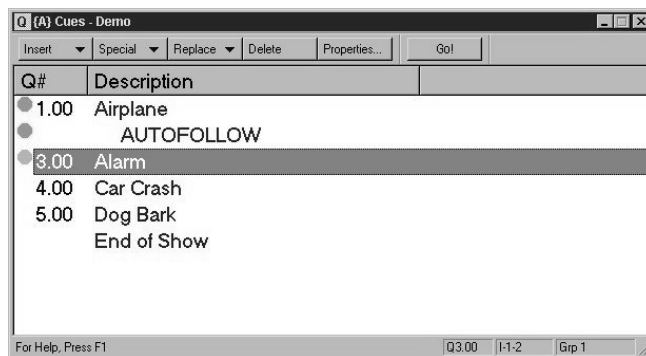 Q {A} Cues - Demo
Insert Special Replace Delete Properties... Go!
Q# Description
1.00 Airplane
AUTOFOLLOW
3.00 Alarm
4.00 Car Crash
5.00 Dog Bark
End of Show
For Help, Press F1 Q3.00 I-1-2 Grp 1